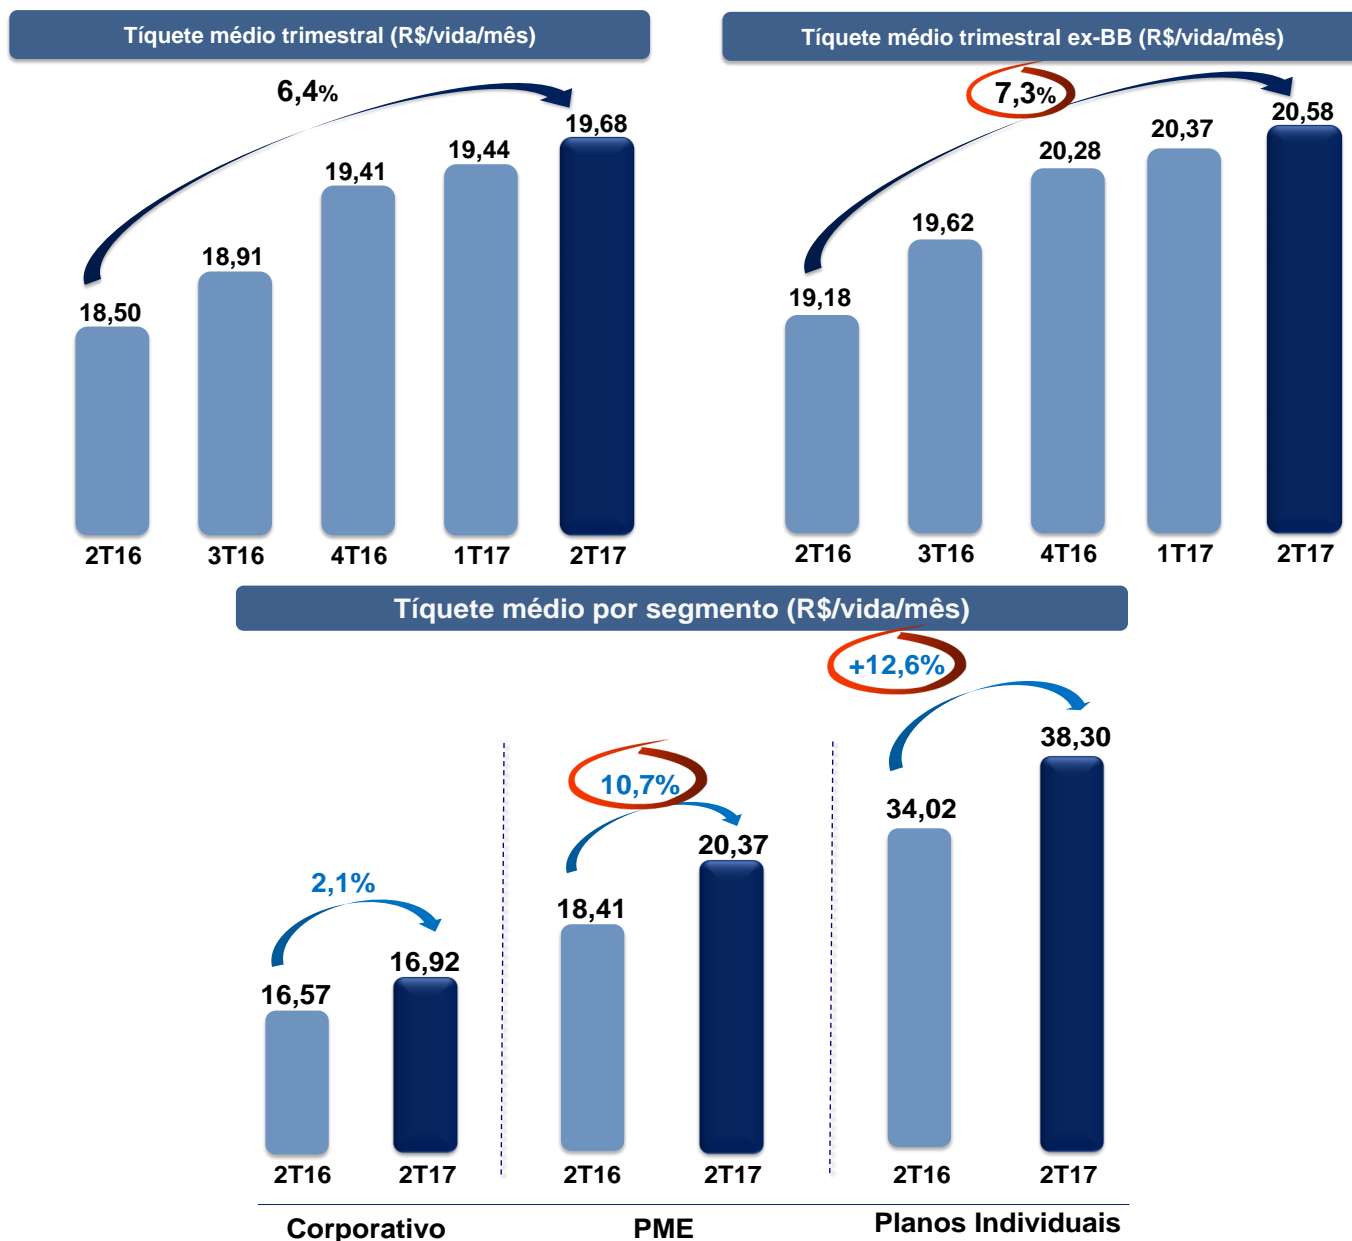 Tíquete médio trimestral (R$/vida/mês)
6,4%
18,50
18,91
19,41
19,44
19,68
2T16
3T16
4T16
1T17
2T17
Tíquete médio trimestral ex-BB (R$/vida/mês)
7,3%
19,18
19,62
20,28
20,37
20,58
2T16
3T16
4T16
1T17
2T17
Tíquete médio por segmento (R$/vida/mês)
2,1%
16,57
16,92
2T16
2T17
Corporativo
10,7%
18,41
20,37
2T16
2T17
PME
+12,6%
34,02
38,30
2T16
2T17
Planos Individuais